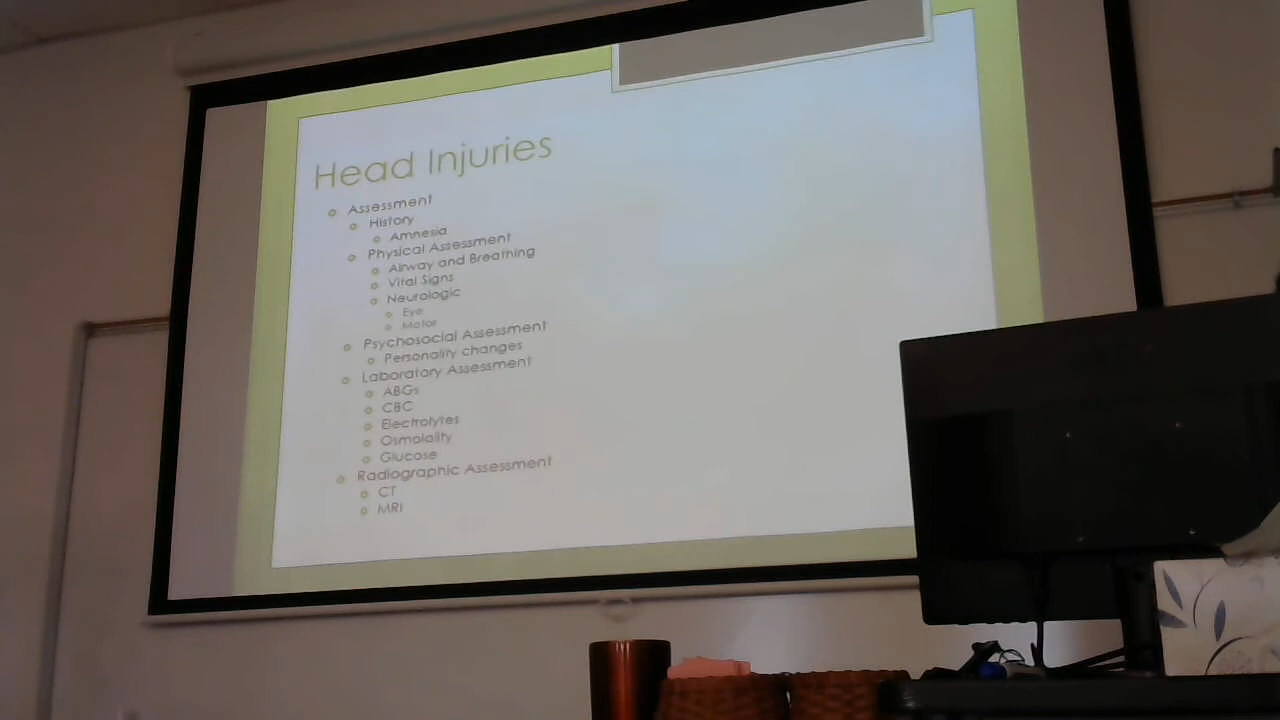 Head Injuries
Assessment
History
Amnesia
Physical Assessment
Airway and Breathing
Vital Signs
Neurologic
Eye
Motor
Psychosocial Assessment
Personality changes
Laboratory Assessment
ABGs
CBC
Electrolytes
Osmolality
Glucose
Radiographic Assessment
CT
MRI